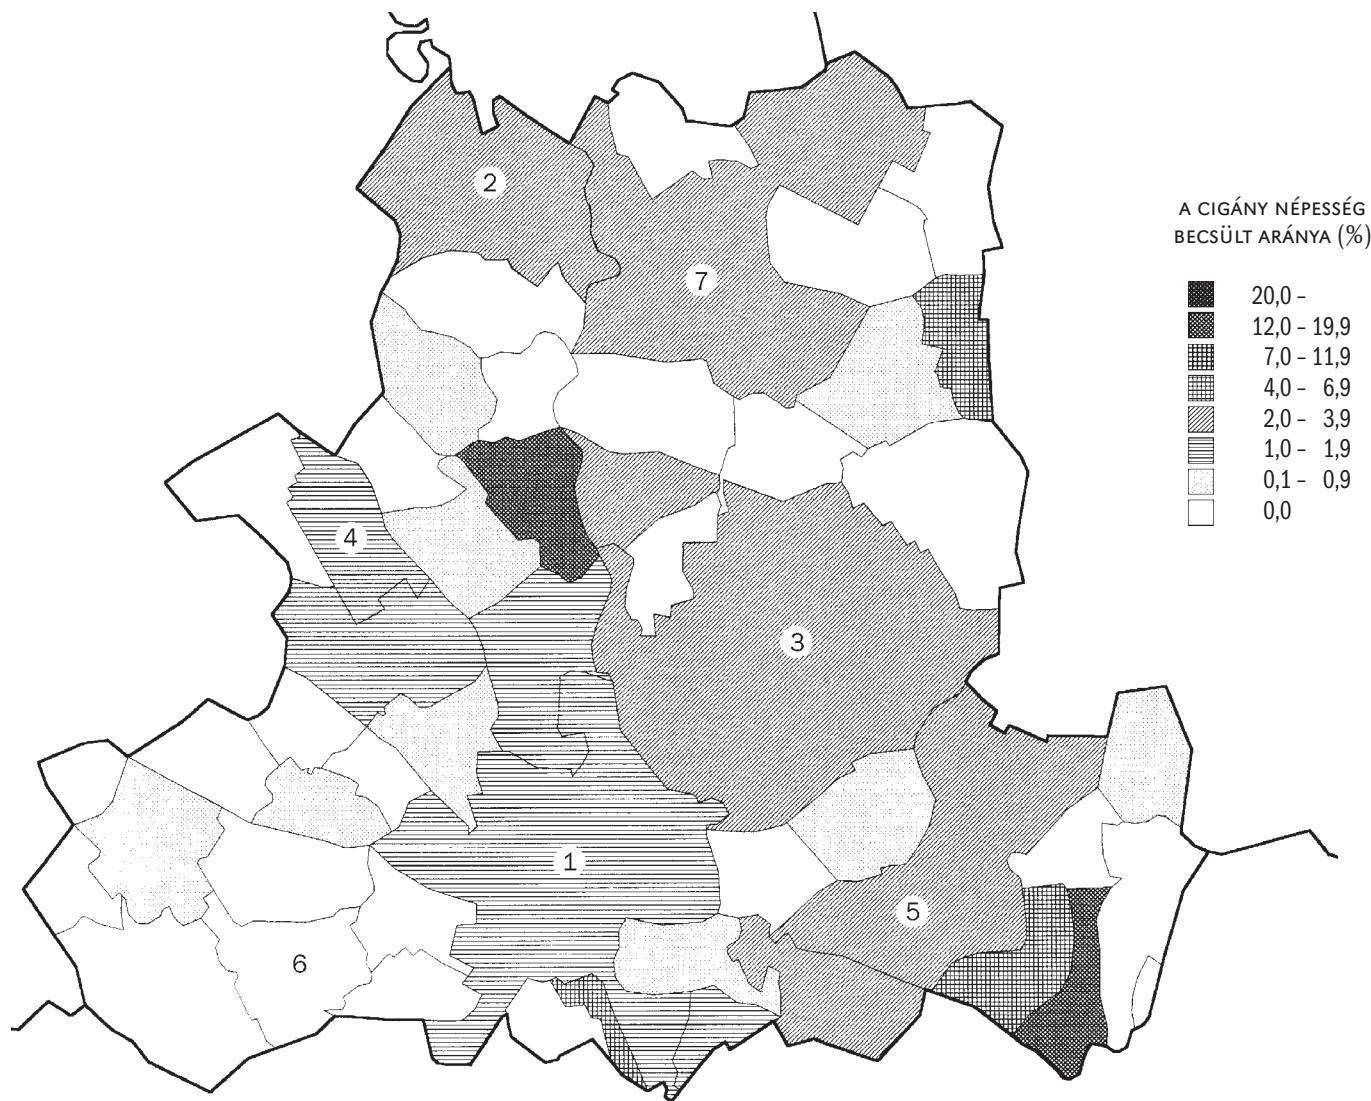 2
7
A CIGÁNY NÉPESSÉG
BECSÜLT ARÁNYA (%)
20,0 –
12,0 – 19,9
7,0 – 11,9
4,0 – 6,9
2,0 – 3,9
1,0 – 1,9
0,1 – 0,9
0,0
4
3
1
5
6